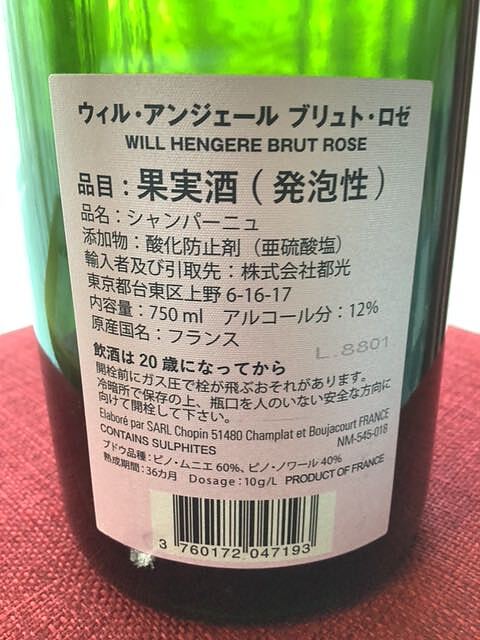 ウィル・アンジェール ブリュト・ロゼ
WILL HENGERE BRUT ROSE
品目：果実酒（発泡性）
品名：シャンパーニュ
添加物：酸化防止剤（亜硫酸塩）
輸入者及び引取先：株式会社都光
東京都台東区上野 6-16-17
内容量：750 ml アルコール分：12%
原産国名：フランス
L.8801
飲酒は20歳になってから
開栓前にガス圧で栓が飛ぶおそれがあります。
冷暗所で保存の上、瓶口を人のいない安全な方向に
向けて開栓して下さい。
Elaboré par SARL Chopin 51480 Champlat et Boujacourt FRANCE
CONTAINS SULPHITES NM-545-018
ブドウ品種：ピノ・ムニエ 60%、ピノ・ノワール 40%
熟成期間：36カ月 Dosage：10g/L PRODUCT OF FRANCE
3 760172 047193